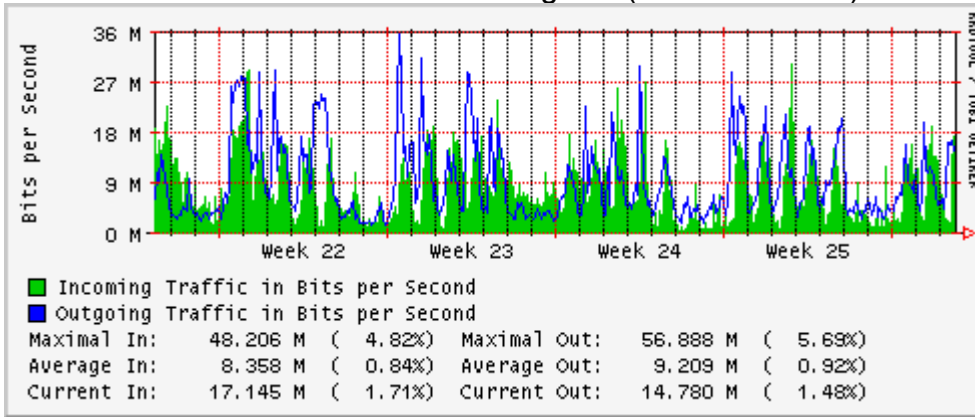 36 M
27 M
18 M
9 M
0 M
Bits per Second
Week 22 Week 23 Week 24 Week 25
Incoming Traffic in Bits per Second
Outgoing Traffic in Bits per Second
Maximal In: 48.206 M ( 4.82%) Maximal Out: 56.888 M ( 5.69%)
Average In: 8.358 M ( 0.84%) Average Out: 9.209 M ( 0.92%)
Current In: 17.145 M ( 1.71%) Current Out: 14.780 M ( 1.48%)